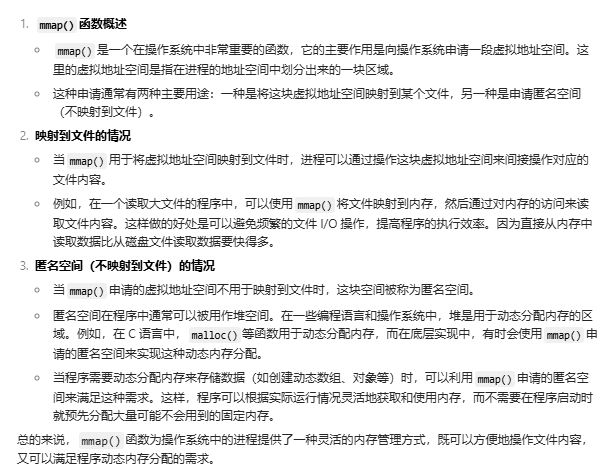 1. mmap() 函数概述
○ mmap() 是一个在操作系统中非常重要的函数，它的主要作用是向操作系统申请一段虚拟地址空间。这
里的虚拟地址空间是指在进程的地址空间中划分出来的一块区域。
○ 这种申请通常有两种主要用途：一种是将这块虚拟地址空间映射到某个文件，另一种是申请匿名空间
（不映射到文件）。
2. 映射到文件的情况
○ 当 mmap() 用于将虚拟地址空间映射到文件时，进程可以通过操作这块虚拟地址空间来间接操作对应的
文件内容。
○ 例如，在一个读取大文件的程序中，可以使用 mmap() 将文件映射到内存，然后通过对内存的访问来读
取文件内容。这样做的好处是可以避免频繁的文件 I/O 操作，提高程序的执行效率。因为直接从内存中
读取数据比从磁盘文件读取数据要快得多。
3. 匿名空间（不映射到文件）的情况
○ 当 mmap() 申请的虚拟地址空间不用于映射到文件时，这块空间被称为匿名空间。
○ 匿名空间在程序中通常可以被用作堆空间。在一些编程语言和操作系统中，堆是用于动态分配内存的区
域。例如，在 C 语言中， malloc() 等函数用于动态分配内存，而在底层实现中，有时会使用 mmap() 申
请的匿名空间来实现这种动态内存分配。
○ 当程序需要动态分配内存来存储数据（如创建动态数组、对象等）时，可以利用 mmap() 申请的匿名空
间来满足这种需求。这样，程序可以根据实际运行情况灵活地获取和使用内存，而不需要在程序启动时
就预先分配大量可能不会用到的固定内存。
总的来说， mmap() 函数为操作系统中的进程提供了一种灵活的内存管理方式，既可以方便地操作文件内容，
又可以满足程序动态内存分配的需求。